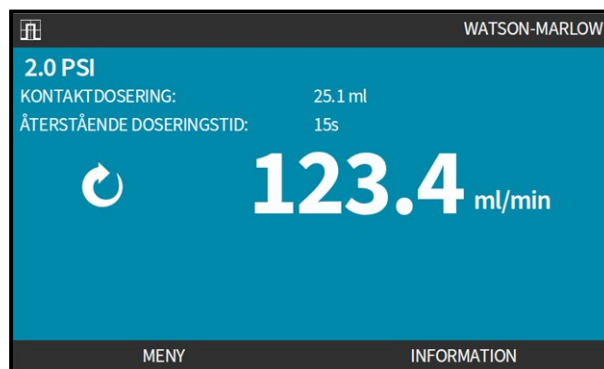 WATSON-MARLOW
2.0 PSI
KONTAKTDOSERING: 25.1 ml
ÅTERSTÅENDE DOSERINGSTID: 15s
123.4 ml/min
MENY INFORMATION